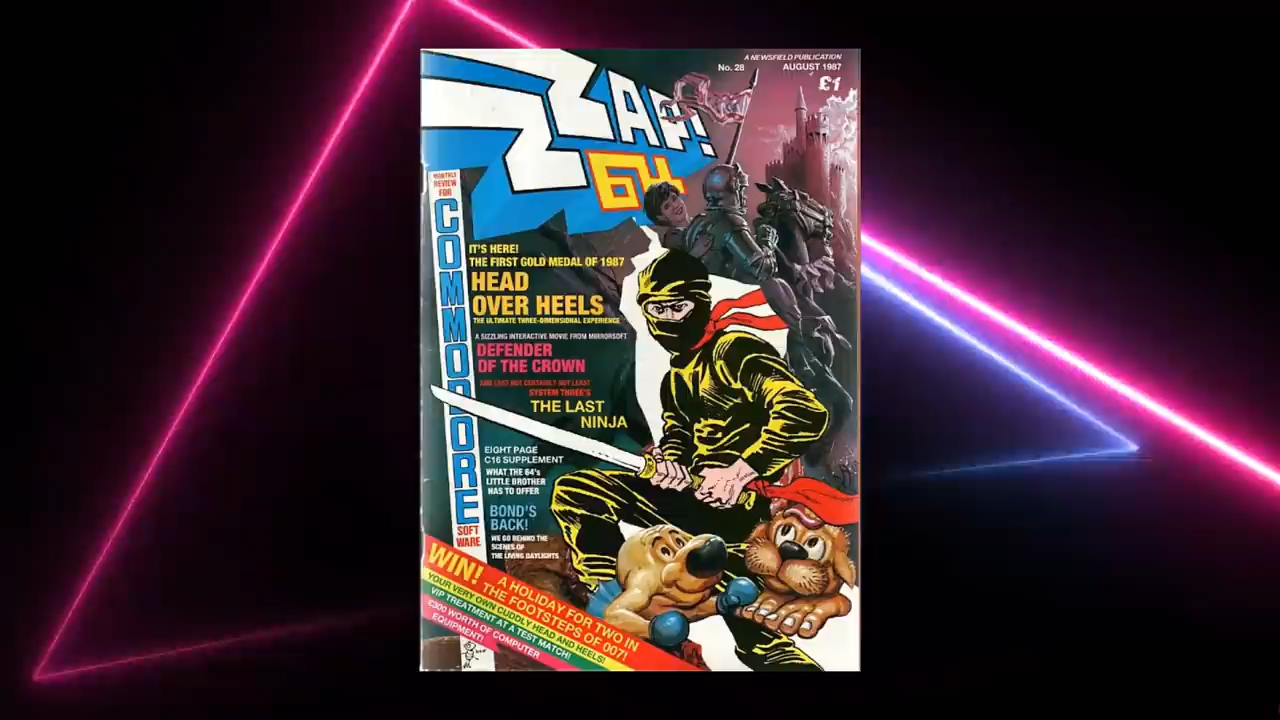 A NEWSFIELD PUBLICATION
No. 28 AUGUST 1987
£1
ZZAP!
64
MONTHLY
REVIEW
FOR
COMMODORE
SOFT
WARE
IT'S HERE!
THE FIRST GOLD MEDAL OF 1987
HEAD
OVER HEELS
THE ULTIMATE THREE-DIMENSIONAL EXPERIENCE
A SIZZLING INTERACTIVE MOVIE FROM MIRRORSOFT
DEFENDER
OF THE CROWN
AND LAST BUT CERTAINLY NOT LEAST
SYSTEM THREE'S
THE LAST
NINJA
EIGHT PAGE
C16 SUPPLEMENT
WHAT THE 64's
LITTLE BROTHER
HAS TO OFFER
BOND'S
BACK!
WE GO BEHIND THE
SCENES OF
THE LIVING DAYLIGHTS
WIN! A HOLIDAY FOR TWO IN
THE FOOTSTEPS OF 007!
YOUR VERY OWN CUDDLY HEAD AND HEELS!
VIP TREATMENT AT A TEST MATCH!
£300 WORTH OF COMPUTER
EQUIPMENT!